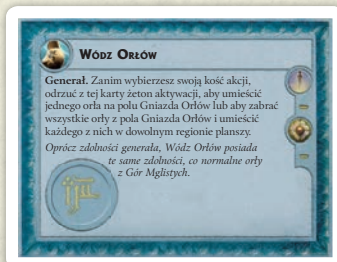 WÓDZ ORŁÓW
Generał. Zanim wybierzesz swoją kość akcji,
odrzuć z tej karty żeton aktywacji, aby umieścić
jednego orła na polu Gniazda Orłów lub aby zabrać
wszystkie orły z pola Gniazda Orłów i umieścić
każdego z nich w dowolnym regionie planszy.
Oprócz zdolności generała, Wódz Orłów posiada
te same zdolności, co normalne orły
z Gór Mglistych.